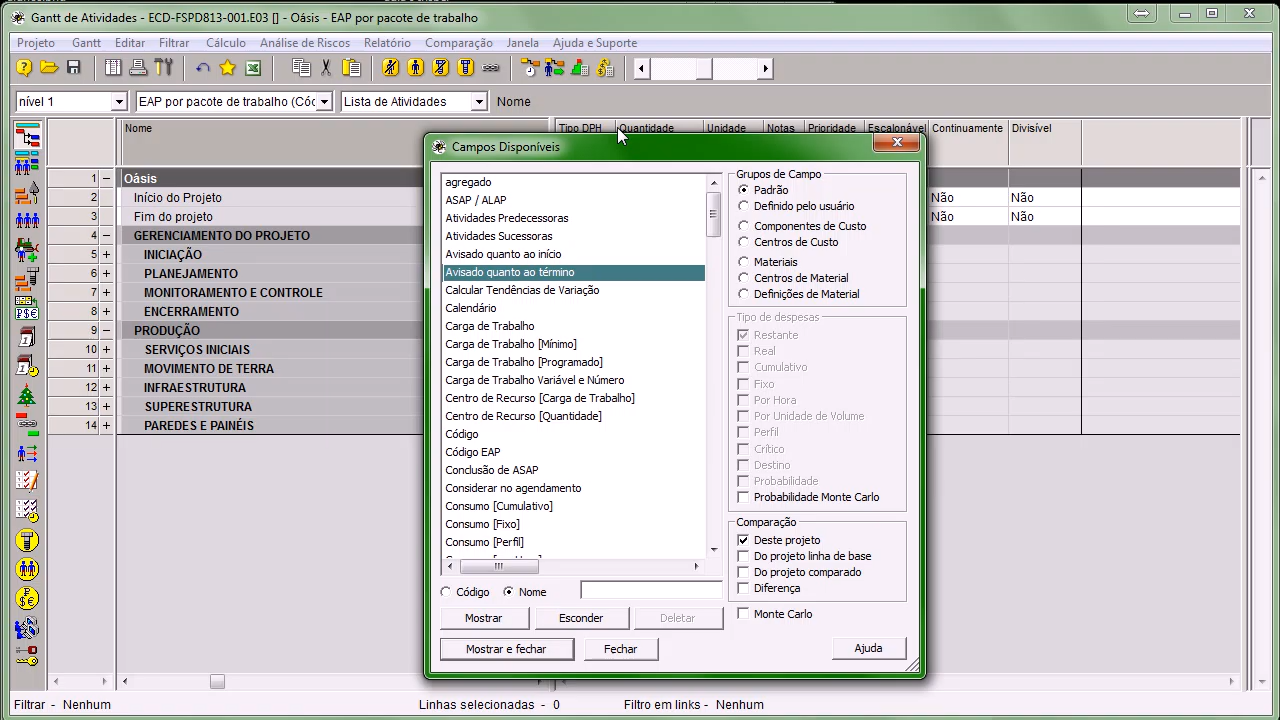 Gantt de Atividades - ECD-FSPD813-001.E03 [] - Oásis - EAP por pacote de trabalho
Projeto Gantt Editar Filtrar Cálculo Análise de Riscos Relatório Comparação Janela Ajuda e Suporte
nível 1 EAP por pacote de trabalho (Cóc Lista de Atividades Nome
Nome Tipo DPH Quantidade Unidade Notas Prioridade Escalonável Continuamente Divisível
1 Oásis
2 Início do Projeto Não Não
3 Fim do projeto Não Não
4 GERENCIAMENTO DO PROJETO
5 INICIAÇÃO
6 PLANEJAMENTO
7 MONITORAMENTO E CONTROLE
8 ENCERRAMENTO
9 PRODUÇÃO
10 SERVIÇOS INICIAIS
11 MOVIMENTO DE TERRA
12 INFRAESTRUTURA
13 SUPERESTRUTURA
14 PAREDES E PAINÉIS
Campos Disponíveis
agregado
ASAP / ALAP
Atividades Predecessoras
Atividades Sucessoras
Avisado quanto ao início
Avisado quanto ao término
Calcular Tendências de Variação
Calendário
Carga de Trabalho
Carga de Trabalho [Mínimo]
Carga de Trabalho [Programado]
Carga de Trabalho Variável e Número
Centro de Recurso [Carga de Trabalho]
Centro de Recurso [Quantidade]
Código
Código EAP
Conclusão de ASAP
Considerar no agendamento
Consumo [Cumulativo]
Consumo [Fixo]
Consumo [Perfil]
Código Nome
Mostrar Esconder Deletar
Mostrar e fechar Fechar Ajuda
Grupos de Campo
Padrão
Definido pelo usuário
Componentes de Custo
Centros de Custo
Materiais
Centros de Material
Definições de Material
Tipo de despesas
Restante
Real
Cumulativo
Fixo
Por Hora
Por Unidade de Volume
Perfil
Crítico
Destino
Probabilidade
Probabilidade Monte Carlo
Comparação
Deste projeto
Do projeto linha de base
Do projeto comparado
Diferença
Monte Carlo
Filtrar - Nenhum Linhas selecionadas - 0 Filtro em links - Nenhum